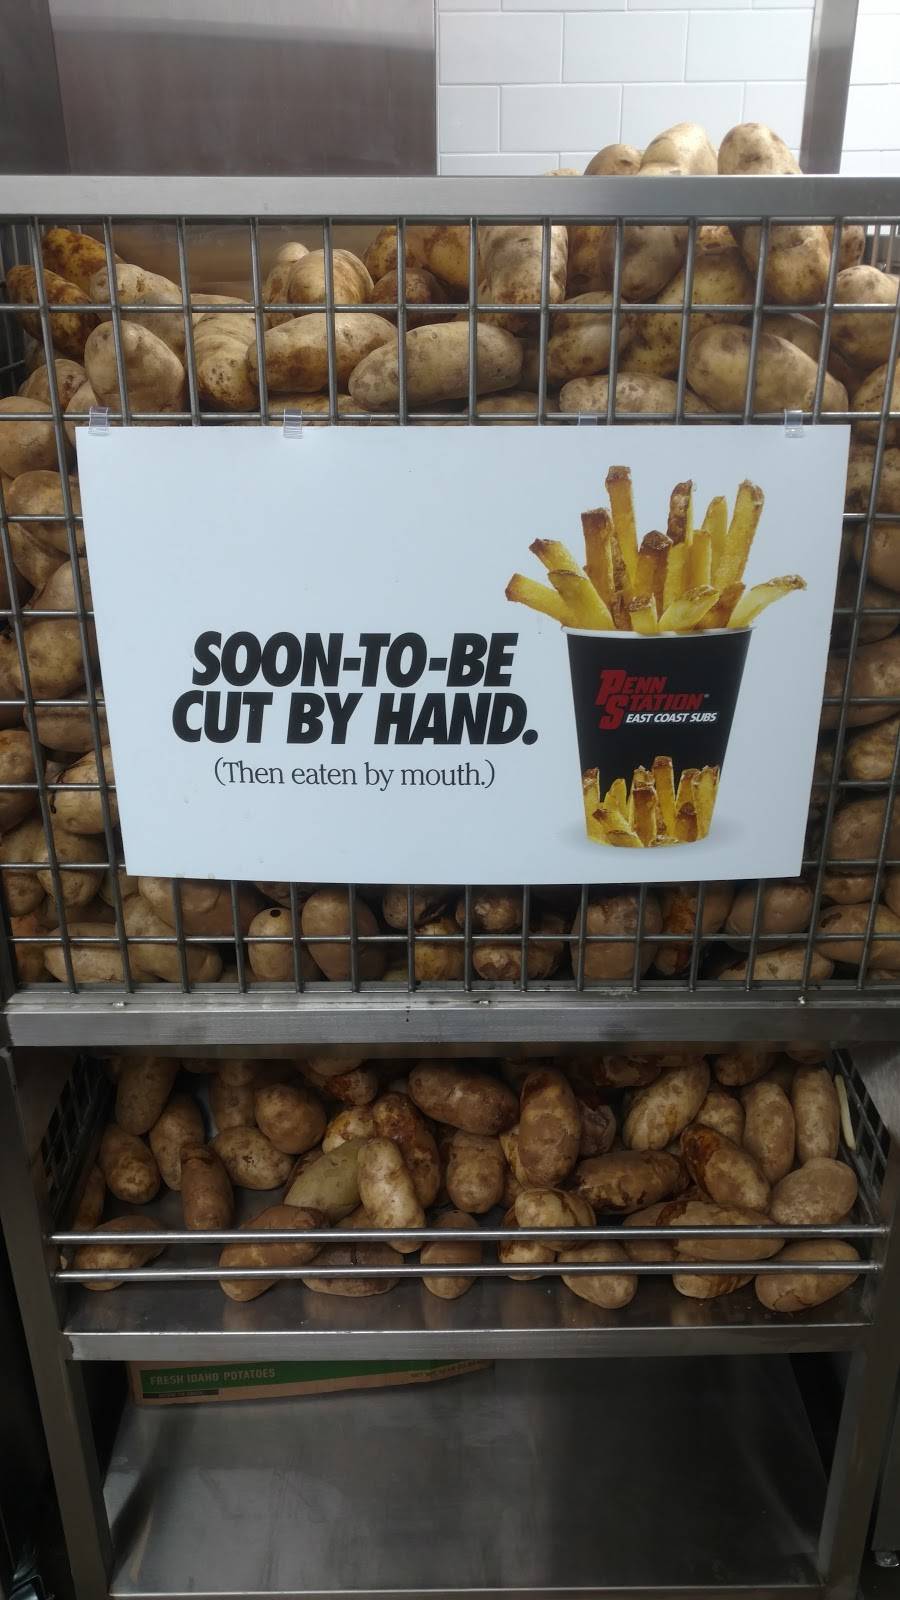 SOON-TO-BE
CUT BY HAND.
(Then eaten by mouth.)
PENN
STATION®
EAST COAST SUBS
FRESH IDAHO® POTATOES